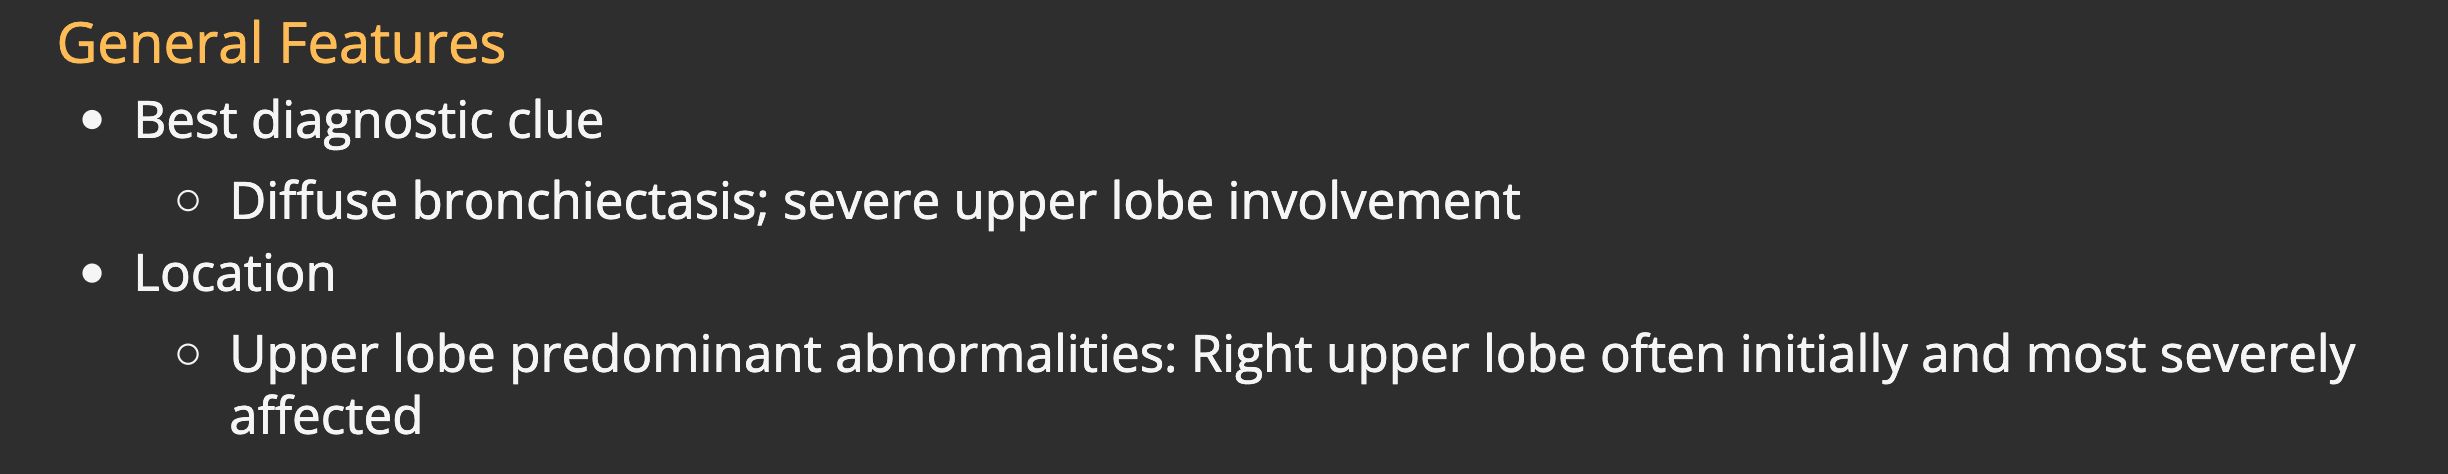 General Features
• Best diagnostic clue
○ Diffuse bronchiectasis; severe upper lobe involvement
• Location
○ Upper lobe predominant abnormalities: Right upper lobe often initially and most severely
affected